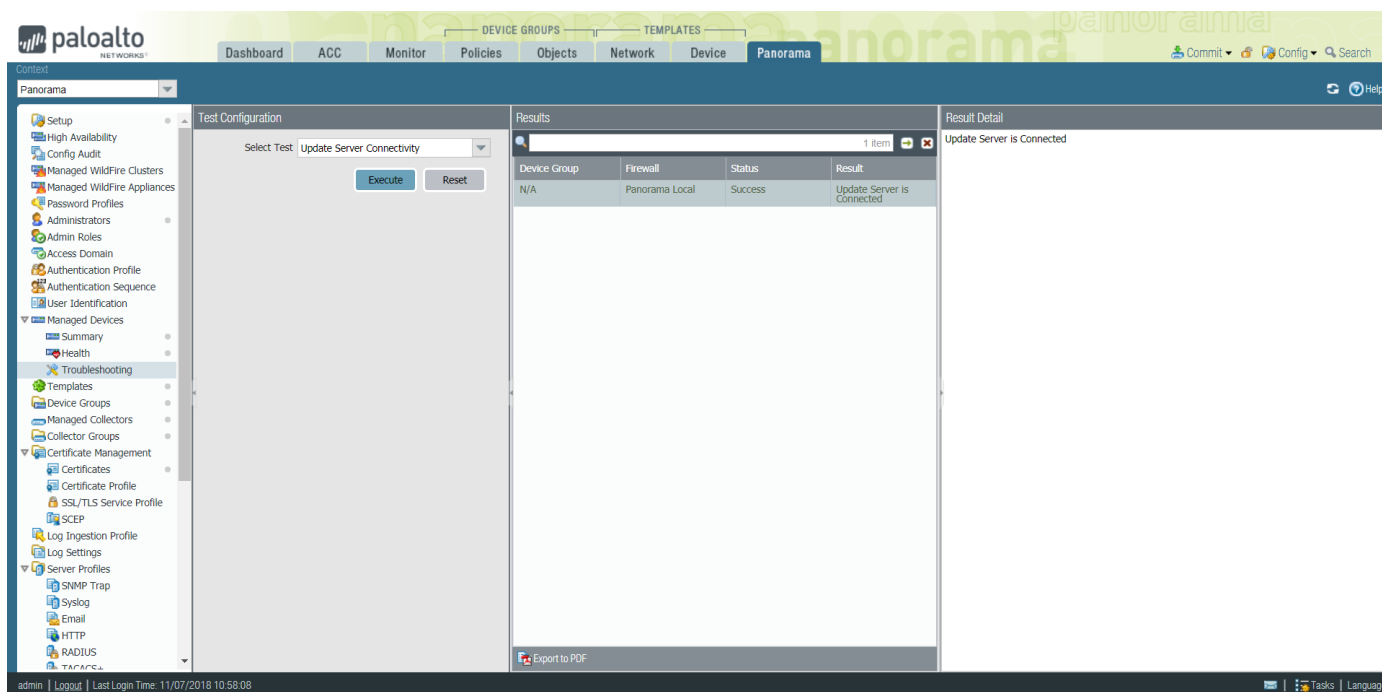 paloalto
NETWORKS®
DEVICE GROUPS
TEMPLATES
Dashboard ACC Monitor Policies Objects Network Device Panorama
panorama
panorama
panorama
Commit Config Search
Context
Panorama
Help
Setup
High Availability
Config Audit
Managed WildFire Clusters
Managed WildFire Appliances
Password Profiles
Administrators
Admin Roles
Access Domain
Authentication Profile
Authentication Sequence
User Identification
Managed Devices
Summary
Health
Troubleshooting
Templates
Device Groups
Managed Collectors
Collector Groups
Certificate Management
Certificates
Certificate Profile
SSL/TLS Service Profile
SCEP
Log Ingestion Profile
Log Settings
Server Profiles
SNMP Trap
Syslog
Email
HTTP
RADIUS
TACACS+
Test Configuration
Select Test Update Server Connectivity
Execute Reset
Results
1 item
Device Group Firewall Status Result
N/A Panorama Local Success Update Server is
Connected
Export to PDF
Result Detail
Update Server is Connected
admin | Logout | Last Login Time: 11/07/2018 10:58:08
Tasks | Languag